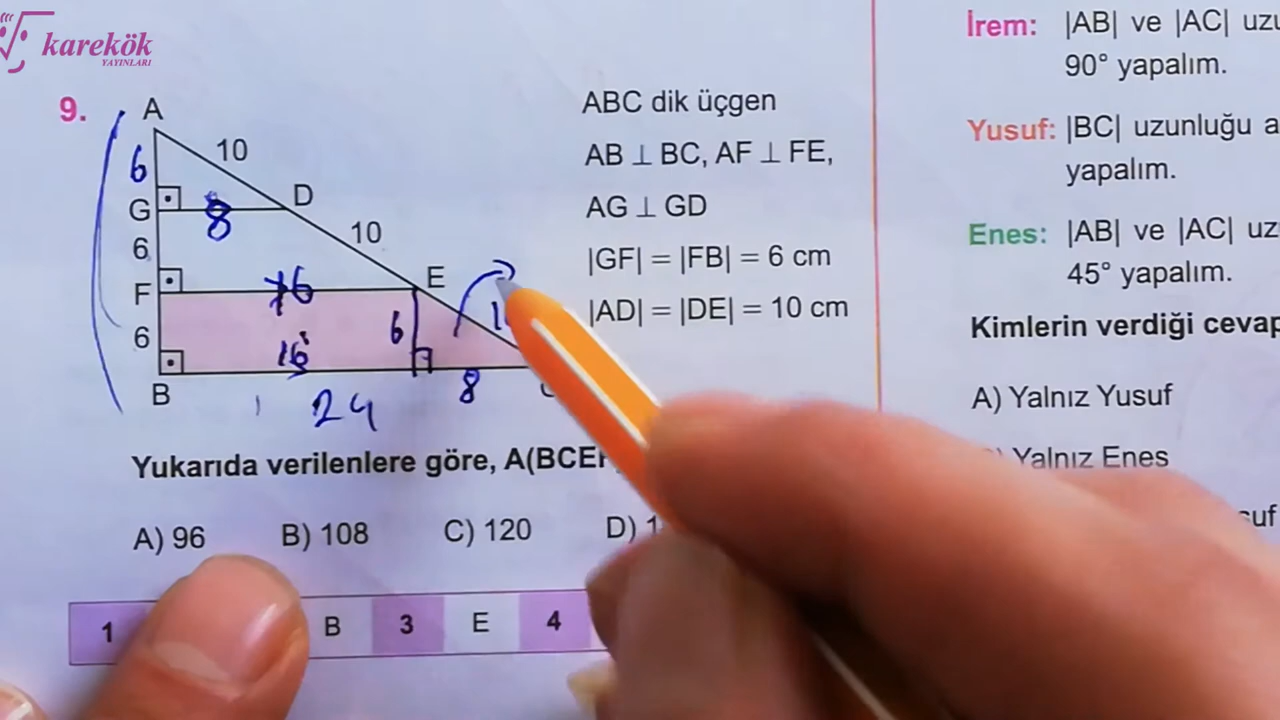 karekök
YAYINLARI
9.
A
10
6
G
8
D
6
10
F
16
E
6
16
6
B
24
8
ABC dik üçgen
AB ⊥ BC, AF ⊥ FE,
AG ⊥ GD
|GF| = |FB| = 6 cm
|AD| = |DE| = 10 cm
Yukarıda verilenlere göre, A(BCEF
A) 96
B) 108
C) 120
D) 1
1
B
3
E
4
İrem: |AB| ve |AC| uzu
90° yapalım.
Yusuf: |BC| uzunluğu a
yapalım.
Enes: |AB| ve |AC| uz
45° yapalım.
Kimlerin verdiği cevap
A) Yalnız Yusuf
Yalnız Enes
suf